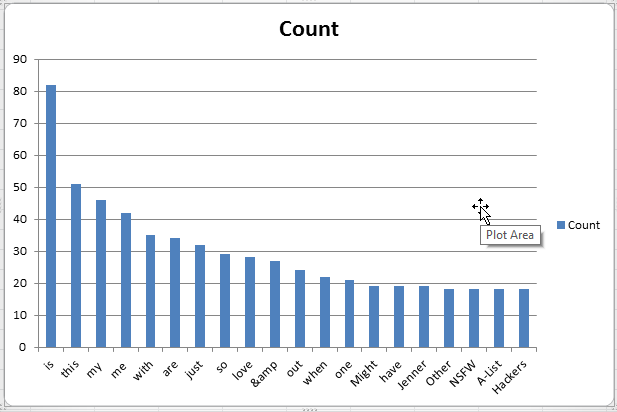 Count
90
80
70
60
50
40
30
20
10
0
is
this
my
me
with
are
just
so
love
&amp
out
when
one
Might
have
Jenner
Other
NSFW
A-List
Hackers
Count
Plot Area